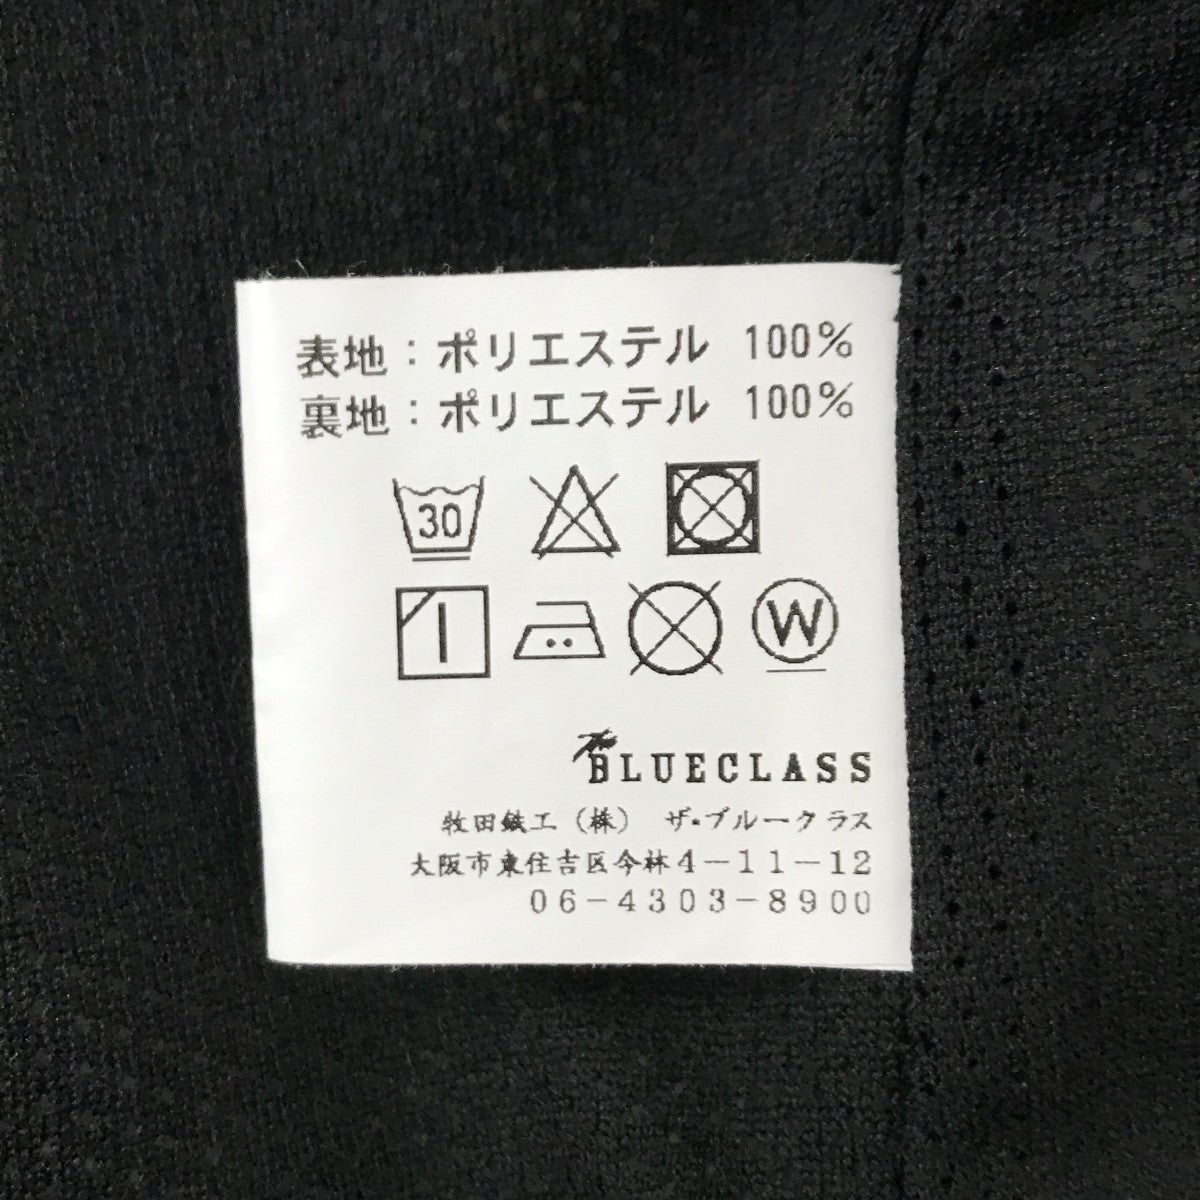 表地：ポリエステル 100%
裏地：ポリエステル 100%
30
W
The BLUECLASS
牧田鐵工（株） ザ・ブルークラス
大阪市東住吉区今林4－11－12
06－4303－8900